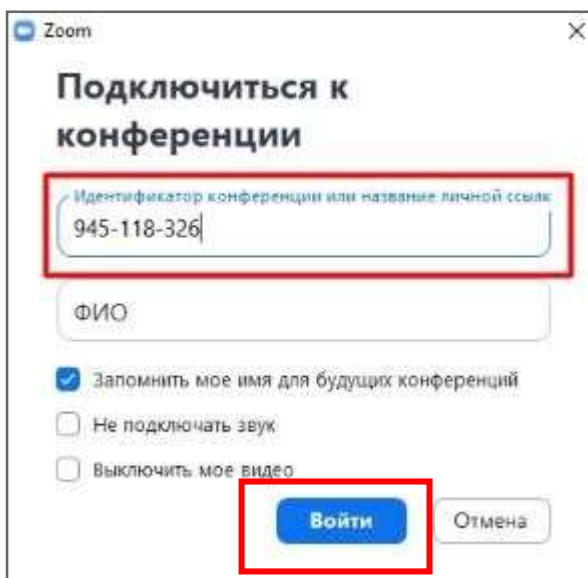 Zoom
Подключиться к
конференции
Идентификатор конференции или название личной ссылк
945-118-326
ФИО
Запомнить мое имя для будущих конференций
Не подключать звук
Выключить мое видео
Войти Отмена